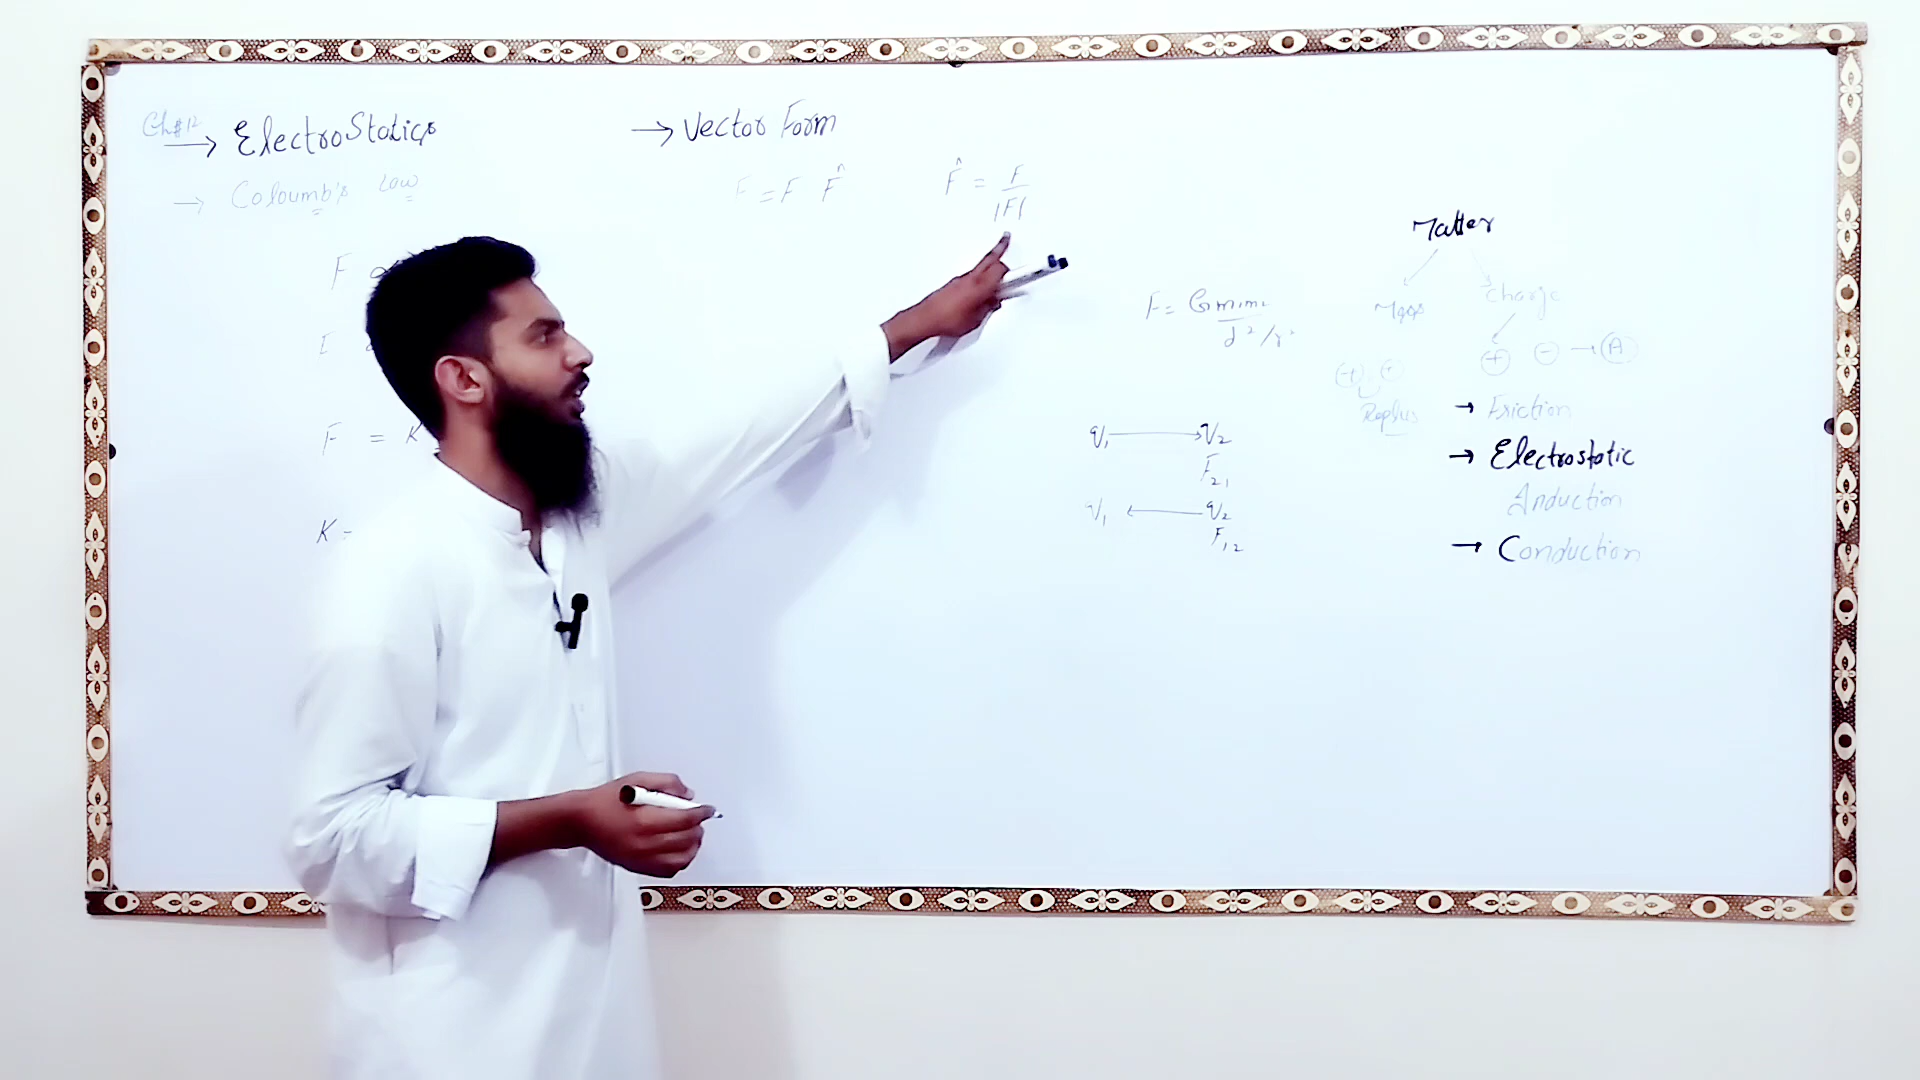 Ch#12
→ ElectroStatics
→ Coloumb's Law
F ∝
F
F = K
K =
→ Vector Form
F = F F̂
F̂ = F / |F|
F = Gm₁m₂ / d² / r²
q₁ → q₂
F₂₁
q₁ ← q₂
F₁₂
Matter
Mass Charge
+ - → A
+ +
→ Friction
→ Electrostatic
Induction
→ Conduction